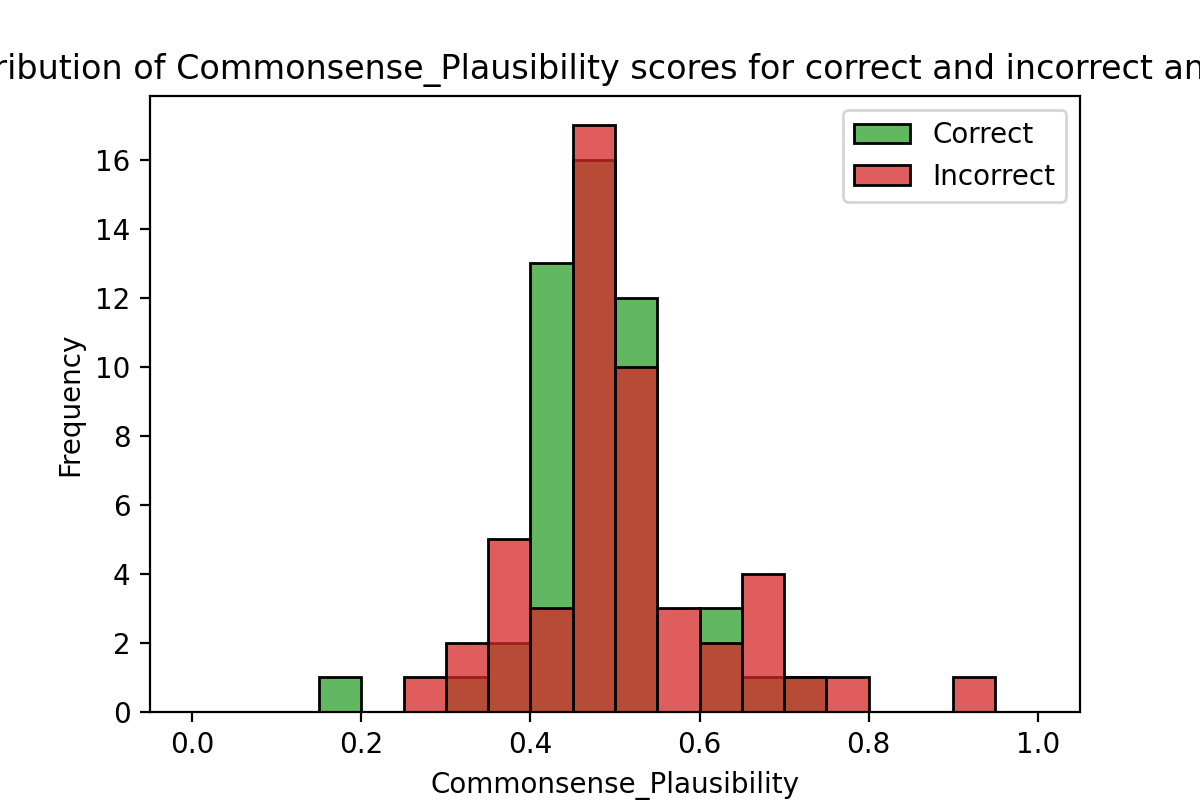 ribution of Commonsense_Plausibility scores for correct and incorrect an
Correct
Incorrect
Frequency
16
14
12
10
8
6
4
2
0
0.0 0.2 0.4 0.6 0.8 1.0
Commonsense_Plausibility